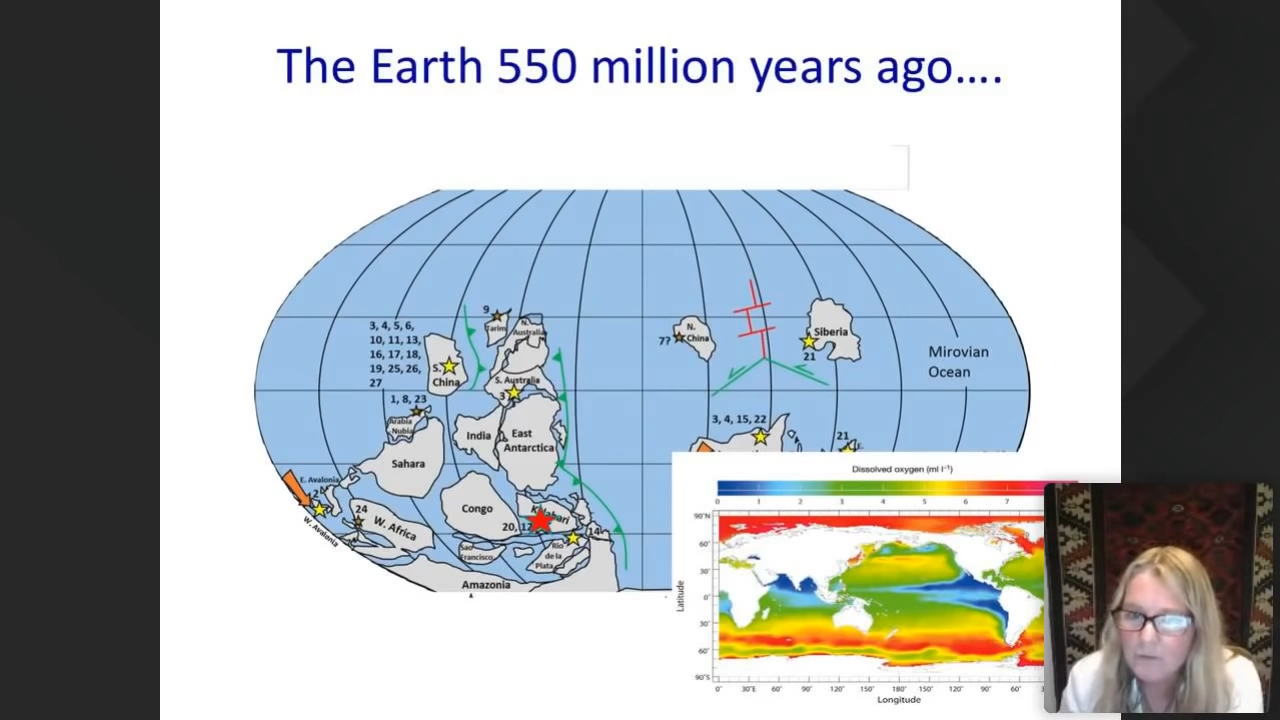 The Earth 550 million years ago....
9
3, 4, 5, 6,
10, 11, 13,
16, 17, 18,
19, 25, 26,
27
S.
China
Tarim
N.
Australia
S. Australia
3
1, 8, 23
Arabia
Nubia
India
East
Antarctica
Sahara
E. Avalonia
W. Avalonia
24
W. Africa
Congo
Kalahari
20, 12
14
Sao
Francisco
Rio
de la
Plata
Amazonia
7?
N.
China
Siberia
21
Mirovian
Ocean
3, 4, 15, 22
21
Dissolved oxygen (ml l⁻¹)
0 1 2 3 4 5 6 7
90°N
60°
30°
0°
30°
60°
90°S
Latitude
0° 30°E 60° 90° 120° 150° 180° 150° 120° 90° 60°
Longitude